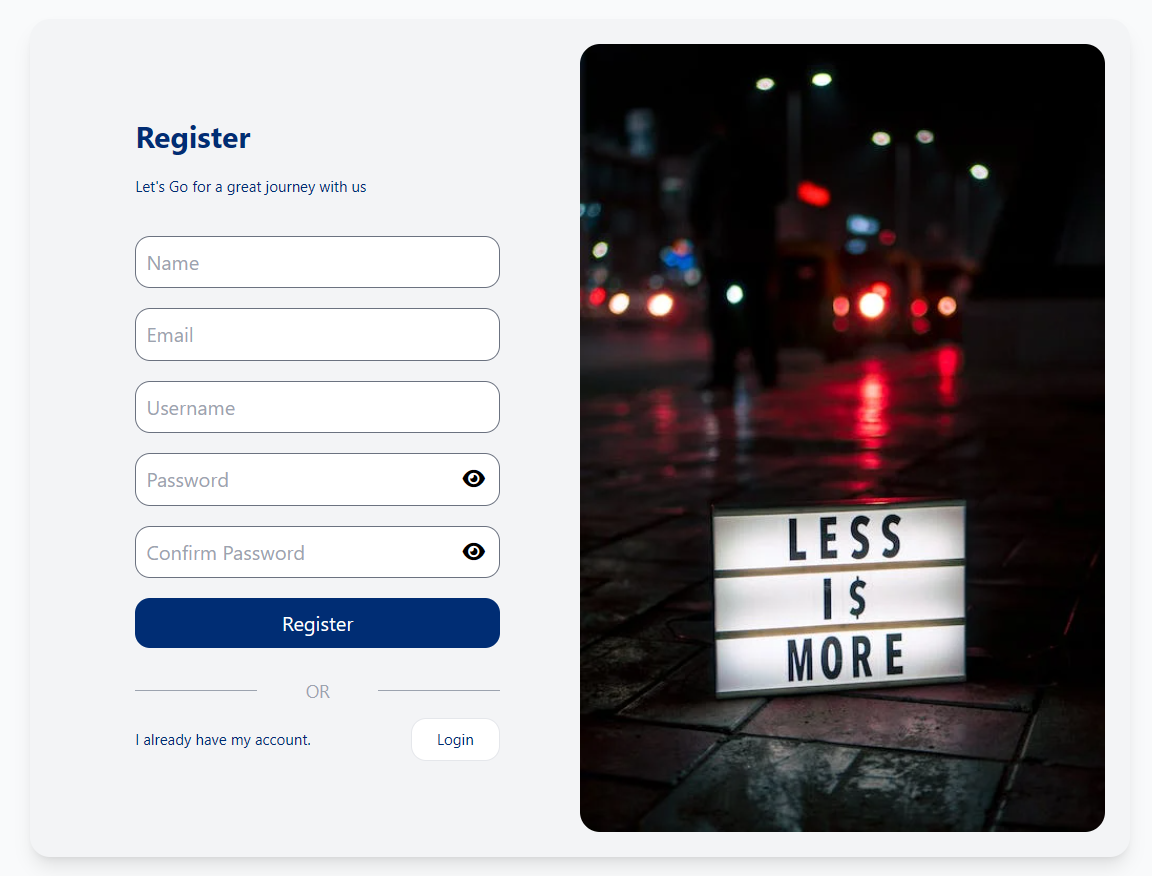 Register
Let's Go for a great journey with us
Name
Email
Username
Password
Confirm Password
Register
OR
I already have my account.
Login
LESS
I$
MORE